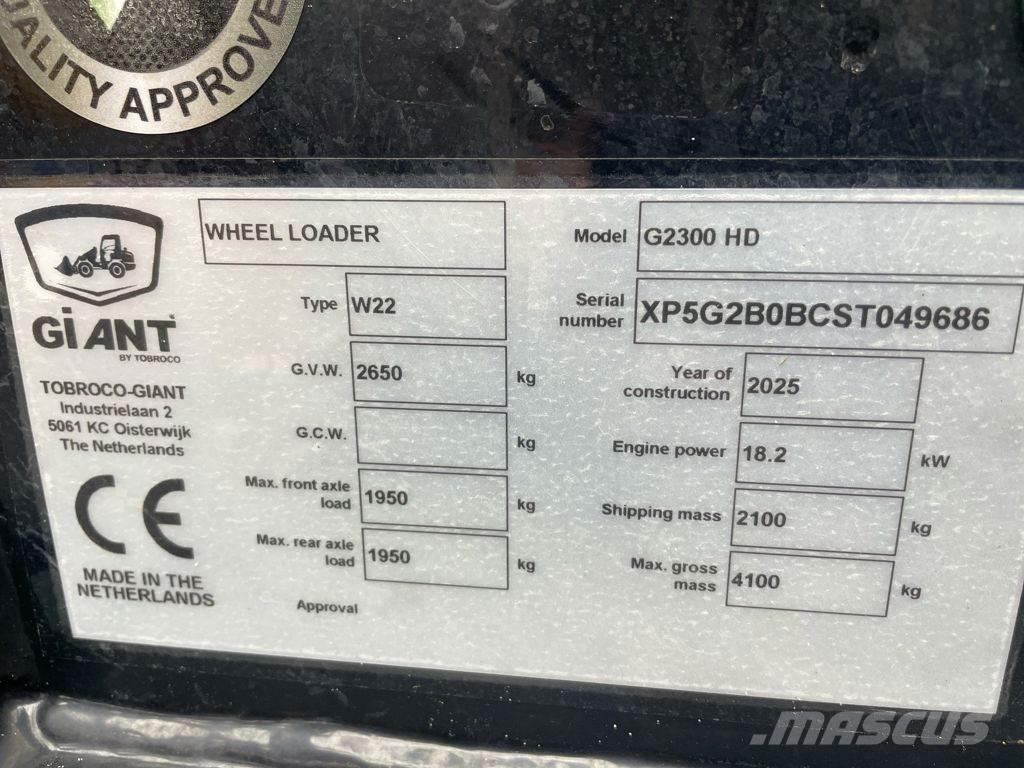 QUALITY APPROVE
GiANT
BY TOBROCO
TOBROCO-GIANT
Industrielaan 2
5061 KC Oisterwijk
The Netherlands
CE
MADE IN THE
NETHERLANDS
WHEEL LOADER
Type W22
G.V.W. 2650 kg
G.C.W. kg
Max. front axle
load 1950 kg
Max. rear axle
load 1950 kg
Approval
Model G2300 HD
Serial
number XP5G2B0BCST049686
Year of
construction 2025
Engine power 18.2 kW
Shipping mass 2100 kg
Max. gross
mass 4100 kg
mascus